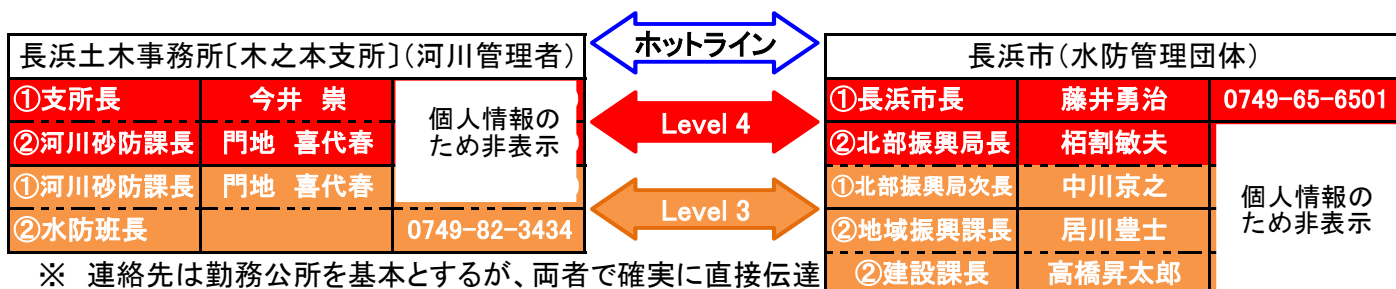 ホットライン
長浜土木事務所〔木之本支所〕(河川管理者)
①支所長 今井 崇
②河川砂防課長 門地 喜代春
①河川砂防課長 門地 喜代春
②水防班長 0749-82-3434
個人情報の
ため非表示
Level 4
Level 3
長浜市(水防管理団体)
①長浜市長 藤井勇治 0749-65-6501
②北部振興局長 栢割敏夫
①北部振興局次長 中川京之
②地域振興課長 居川豊士
②建設課長 高橋昇太郎
個人情報の
ため非表示
※ 連絡先は勤務公所を基本とするが、両者で確実に直接伝達